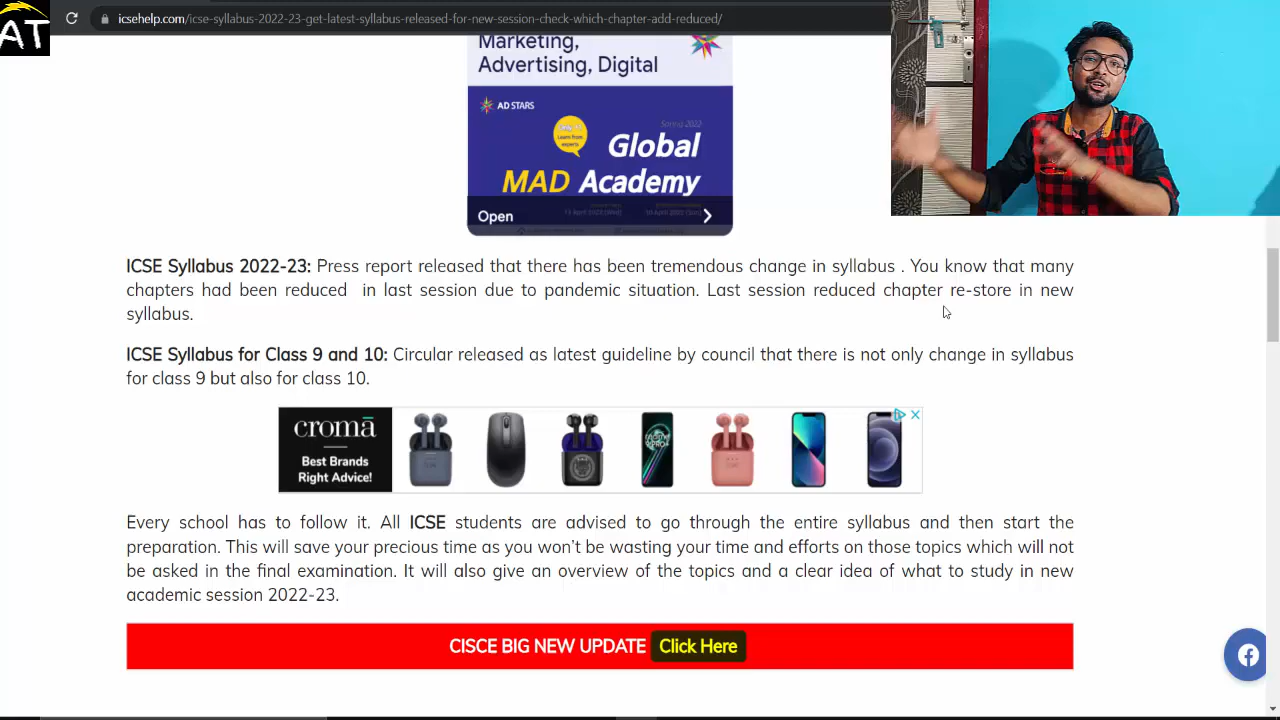 AT
icsehelp.com/icse-syllabus-2022-23-get-latest-syllabus-released-for-new-session-check-which-chapter-add-reduced/
Marketing,
Advertising, Digital
AD STARS
Learn from
experts
Global
MAD Academy
Open
ICSE Syllabus 2022-23: Press report released that there has been tremendous change in syllabus . You know that many
chapters had been reduced in last session due to pandemic situation. Last session reduced chapter re-store in new
syllabus.
ICSE Syllabus for Class 9 and 10: Circular released as latest guideline by council that there is not only change in syllabus
for class 9 but also for class 10.
cromā
Best Brands
Right Advice!
Every school has to follow it. All ICSE students are advised to go through the entire syllabus and then start the
preparation. This will save your precious time as you won't be wasting your time and efforts on those topics which will not
be asked in the final examination. It will also give an overview of the topics and a clear idea of what to study in new
academic session 2022-23.
CISCE BIG NEW UPDATE Click Here